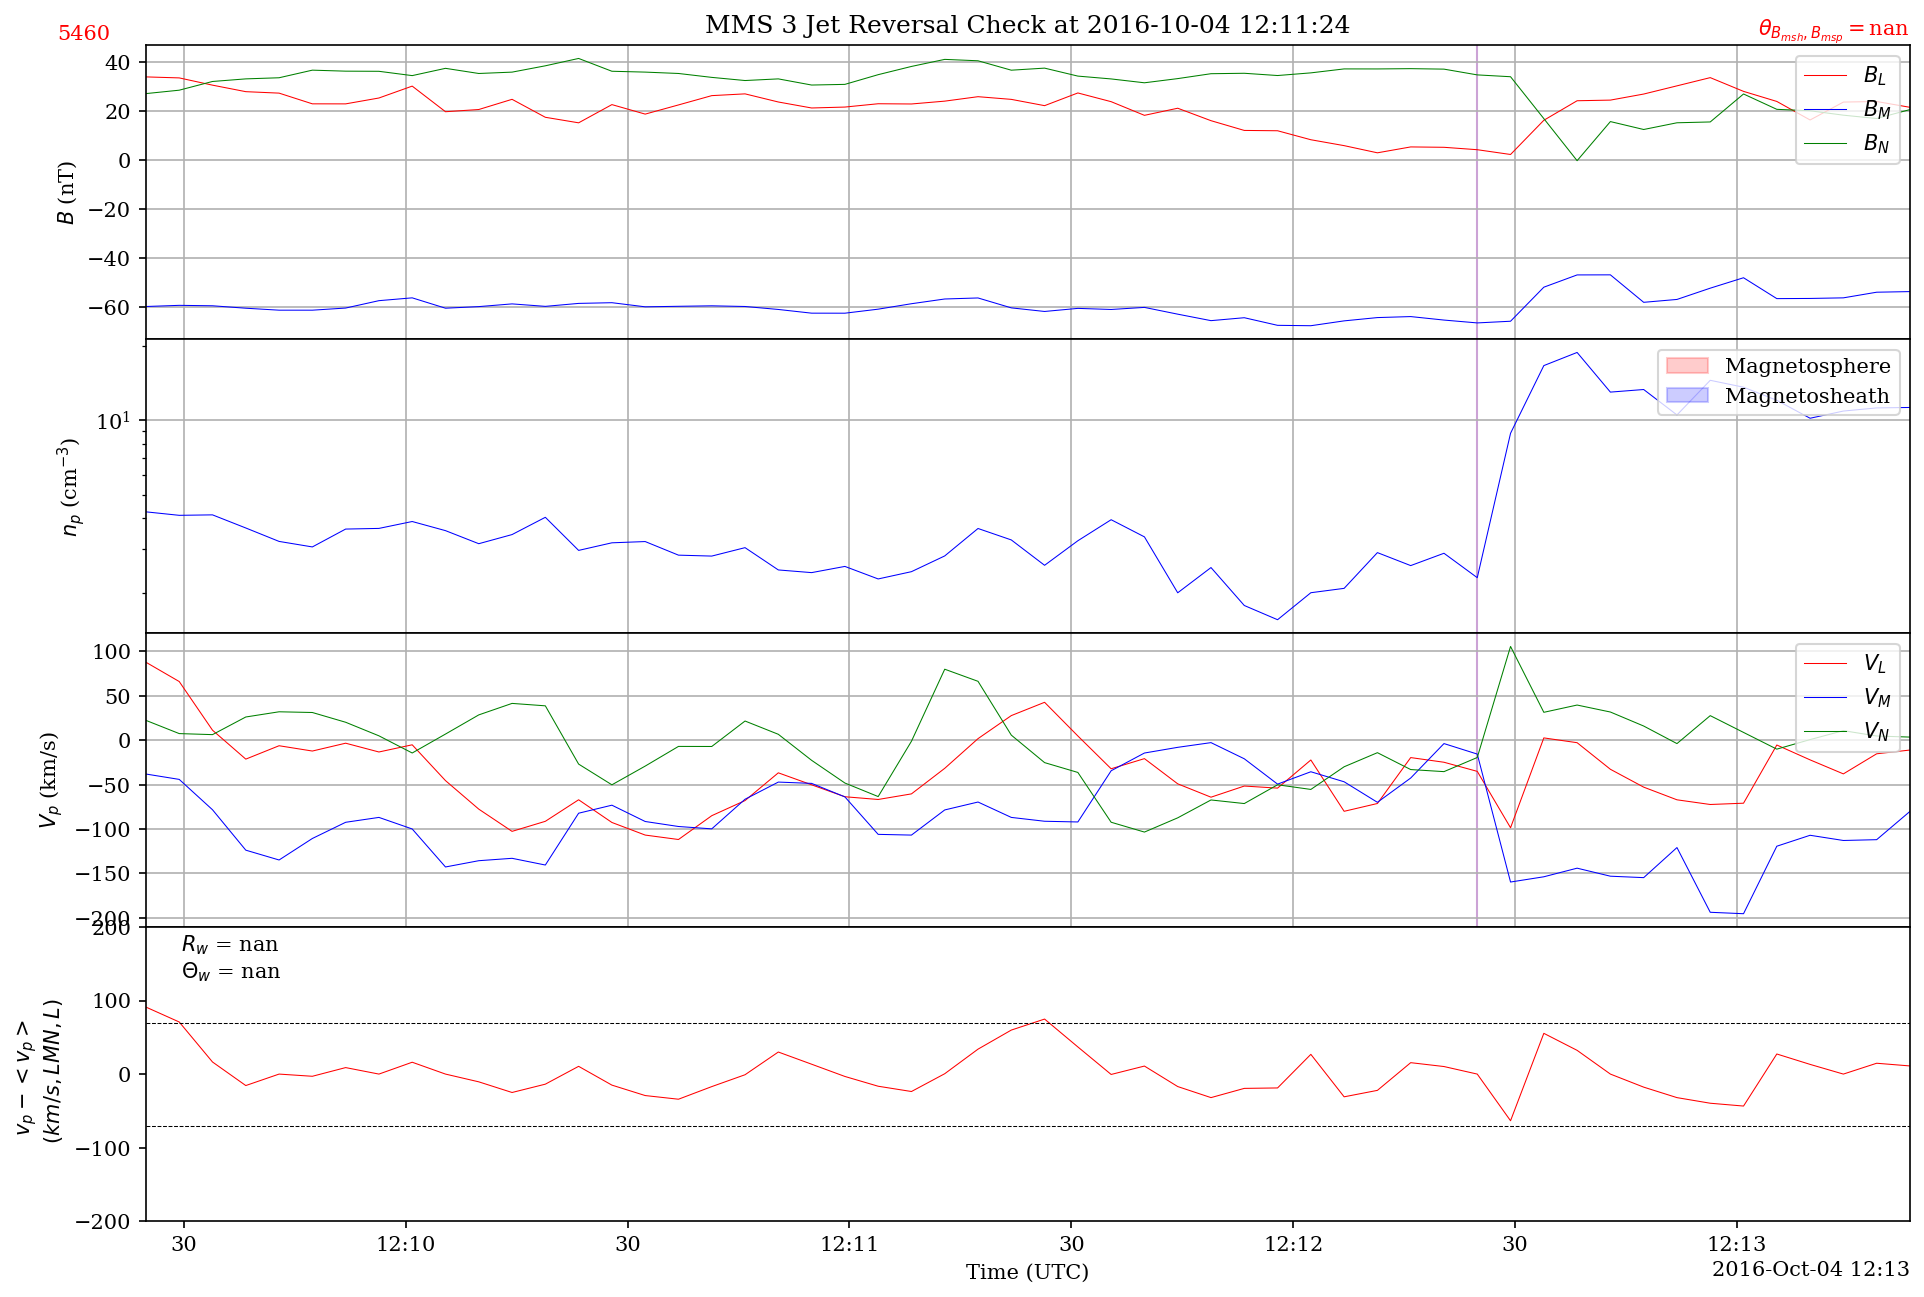 MMS 3 Jet Reversal Check at 2016-10-04 12:11:24
5460
θ_{B_{msh}, B_{msp}} = nan
40
20
0
−20
−40
−60
B (nT)
B_L
B_M
B_N
10^1
n_p (cm^{−3})
Magnetosphere
Magnetosheath
100
50
0
−50
−100
−150
−200
V_p (km/s)
V_L
V_M
V_N
200
100
0
−100
−200
v_p − < v_p >
(km/s, LMN, L)
R_w = nan
Θ_w = nan
30 12:10 30 12:11 30 12:12 30 12:13
Time (UTC)
2016-Oct-04 12:13